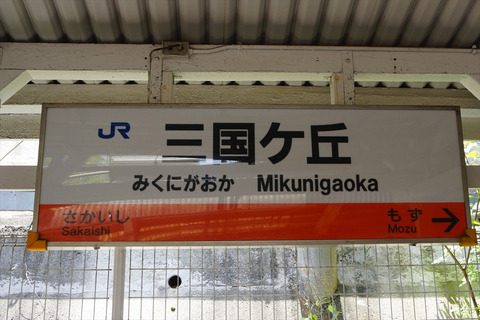 JR 三国ケ丘
みくにがおか Mikunigaoka
さかいし もず
Sakaishi Mozu